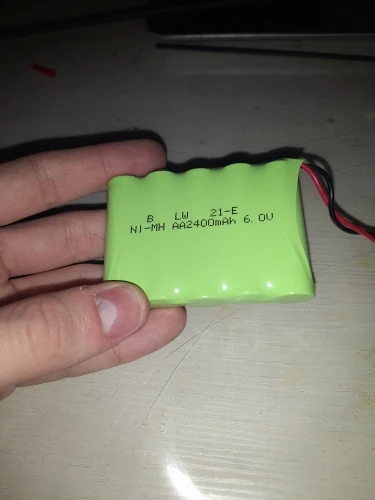 B LW 21-E
NI-MH AA2400mAh 6.0V